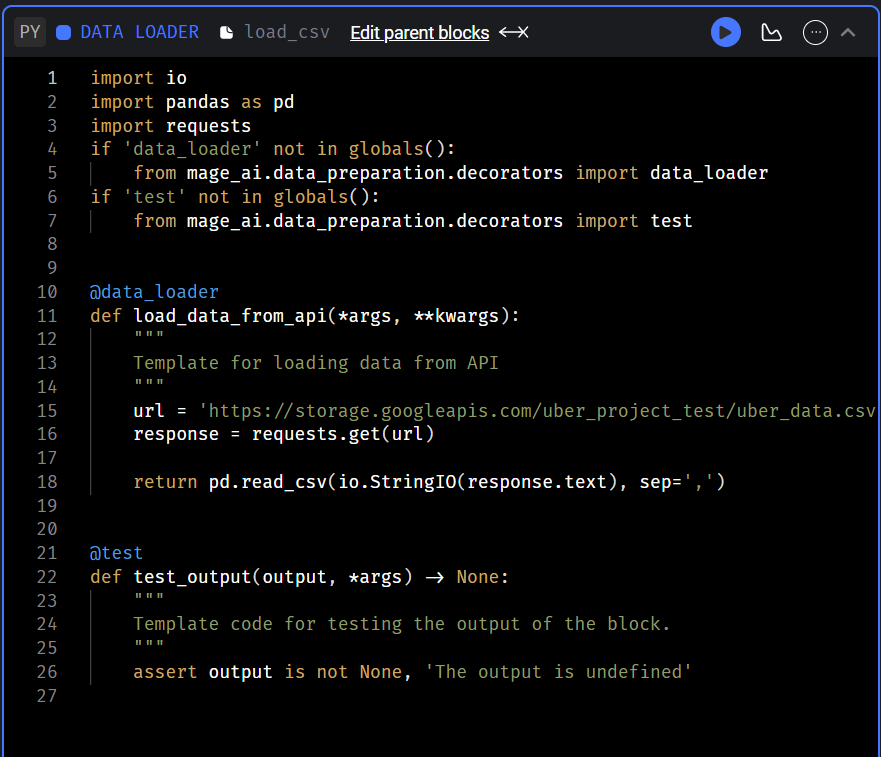 PY DATA LOADER load_csv Edit parent blocks
1 import io
2 import pandas as pd
3 import requests
4 if 'data_loader' not in globals():
5     from mage_ai.data_preparation.decorators import data_loader
6 if 'test' not in globals():
7     from mage_ai.data_preparation.decorators import test
8
9
10 @data_loader
11 def load_data_from_api(*args, **kwargs):
12     """
13     Template for loading data from API
14     """
15     url = 'https://storage.googleapis.com/uber_project_test/uber_data.csv
16     response = requests.get(url)
17
18     return pd.read_csv(io.StringIO(response.text), sep=',')
19
20
21 @test
22 def test_output(output, *args) -> None:
23     """
24     Template code for testing the output of the block.
25     """
26     assert output is not None, 'The output is undefined'
27